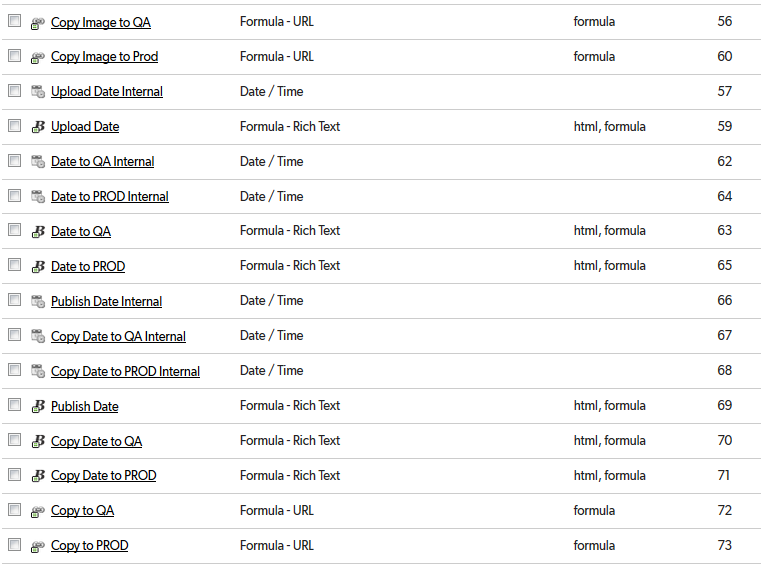 Copy Image to QA Formula - URL formula 56
Copy Image to Prod Formula - URL formula 60
Upload Date Internal Date / Time 57
Upload Date Formula - Rich Text html, formula 59
Date to QA Internal Date / Time 62
Date to PROD Internal Date / Time 64
Date to QA Formula - Rich Text html, formula 63
Date to PROD Formula - Rich Text html, formula 65
Publish Date Internal Date / Time 66
Copy Date to QA Internal Date / Time 67
Copy Date to PROD Internal Date / Time 68
Publish Date Formula - Rich Text html, formula 69
Copy Date to QA Formula - Rich Text html, formula 70
Copy Date to PROD Formula - Rich Text html, formula 71
Copy to QA Formula - URL formula 72
Copy to PROD Formula - URL formula 73